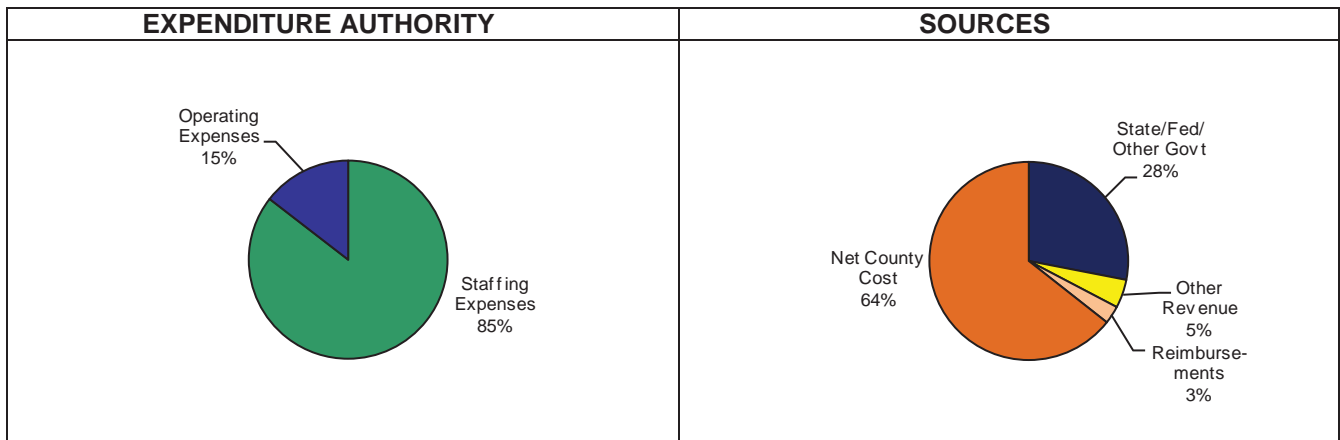 EXPENDITURE AUTHORITY
Operating
Expenses
15%
Staffing
Expenses
85%
SOURCES
State/Fed/
Other Govt
28%
Net County
Cost
64%
Other
Revenue
5%
Reimburse-
ments
3%